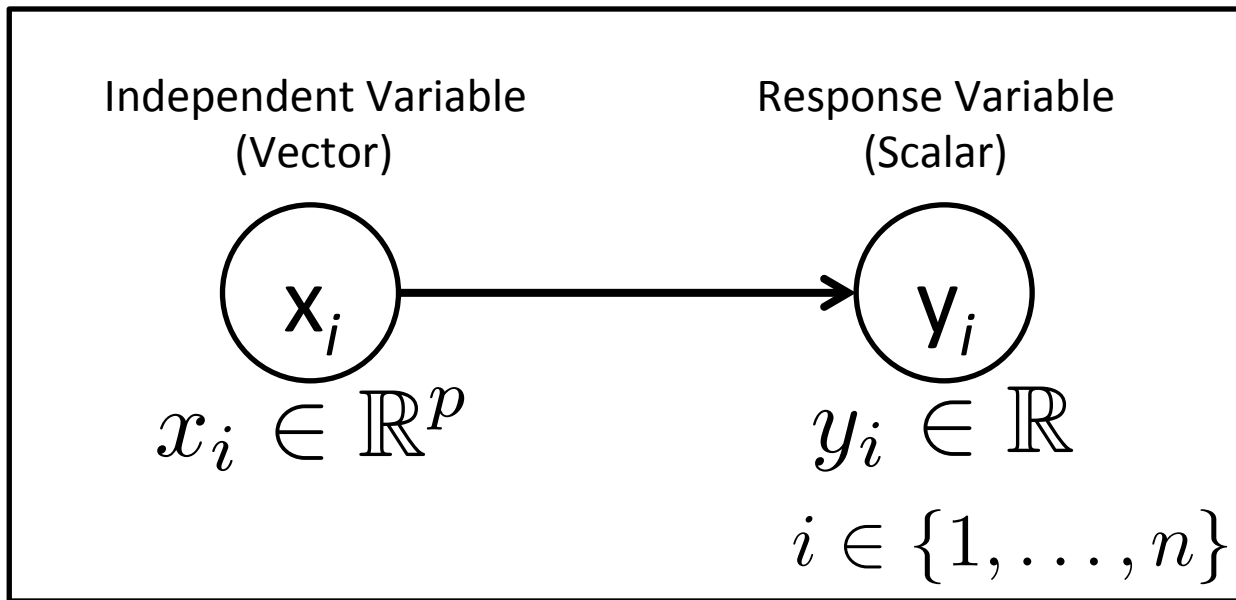 Independent Variable
(Vector)
Response Variable
(Scalar)
x_i
y_i
x_i ∈ ℝ^p
y_i ∈ ℝ
i ∈ {1, . . . , n}